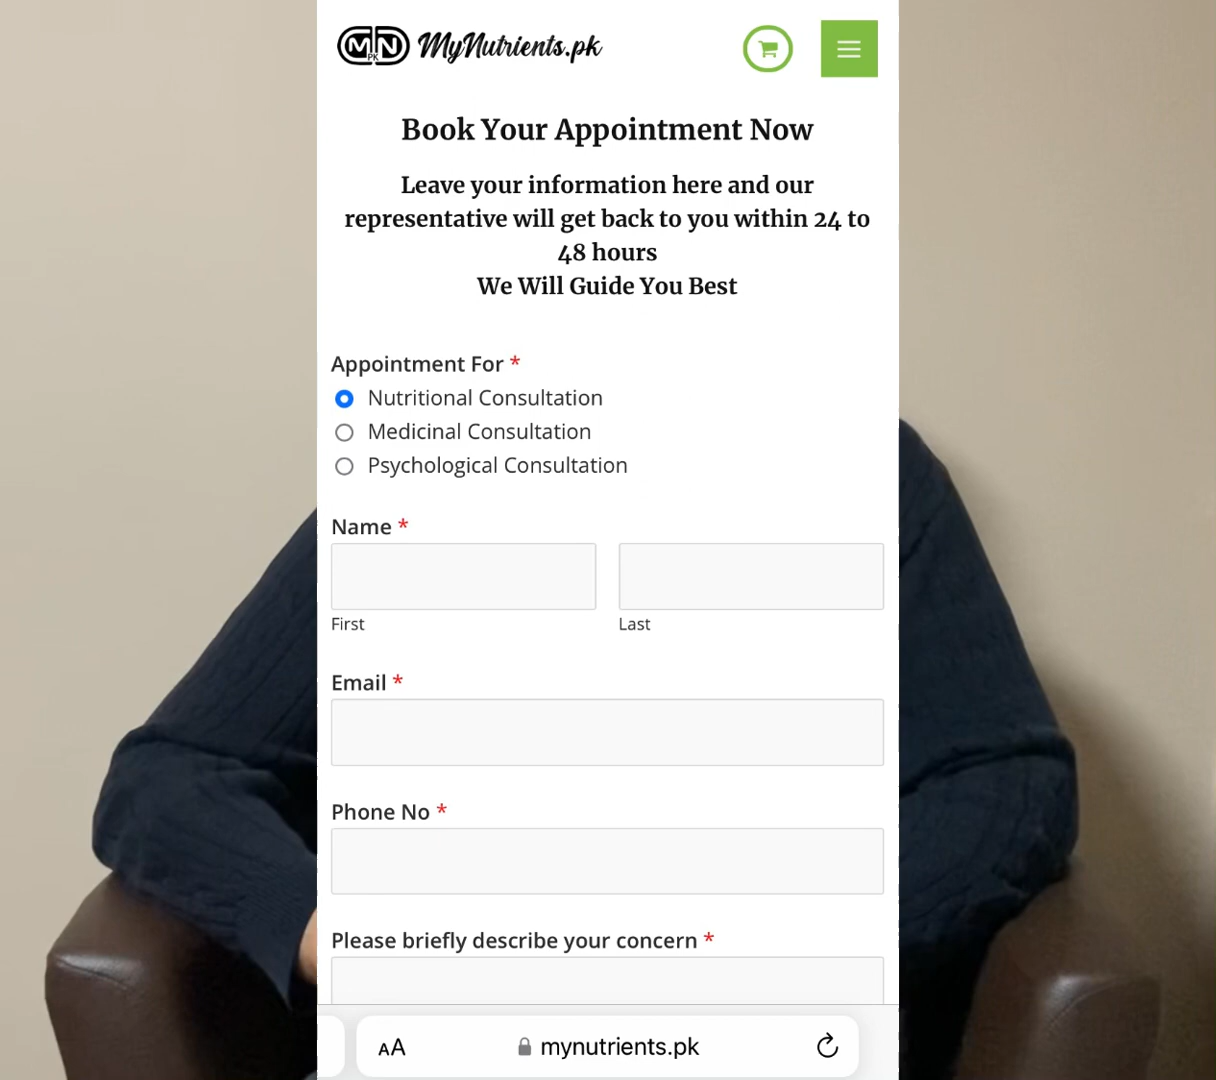 MN
PK
MyNutrients.pk
Book Your Appointment Now
Leave your information here and our
representative will get back to you within 24 to
48 hours
We Will Guide You Best
Appointment For *
Nutritional Consultation
Medicinal Consultation
Psychological Consultation
Name *
First
Last
Email *
Phone No *
Please briefly describe your concern *
AA
mynutrients.pk